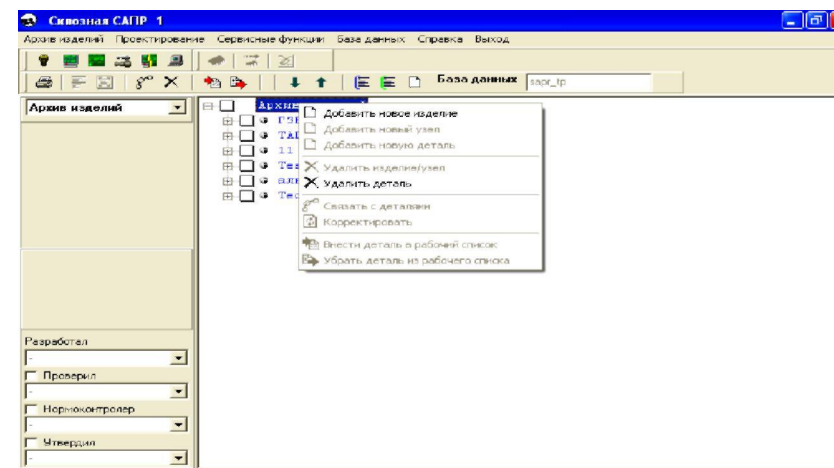 Сквозная САПР 1
Архив изделий Проектирование Сервисные функции База данных Справка Выход
База данных sapr_tp
Архив изделий
Добавить новое изделие
Добавить новый узел
Добавить новую деталь
11
Удалить изделие/узел
Удалить деталь
Связать с деталями
Корректировать
Внести деталь в рабочий список
Убрать деталь из рабочего списка
Разработал
-
Проверил
-
Нормоконтролер
-
Утвердил
-